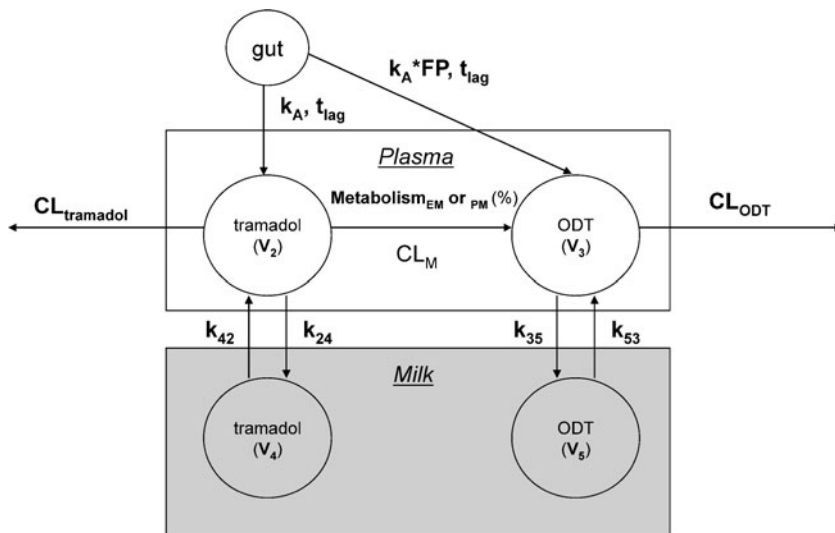 gut
k_A*FP, t_lag
k_A, t_lag
Plasma
CL_tramadol
Metabolism_EM or _PM (%)
CL_ODT
tramadol
(V_2)
CL_M
ODT
(V_3)
k_42
k_24
k_35
k_53
Milk
tramadol
(V_4)
ODT
(V_5)